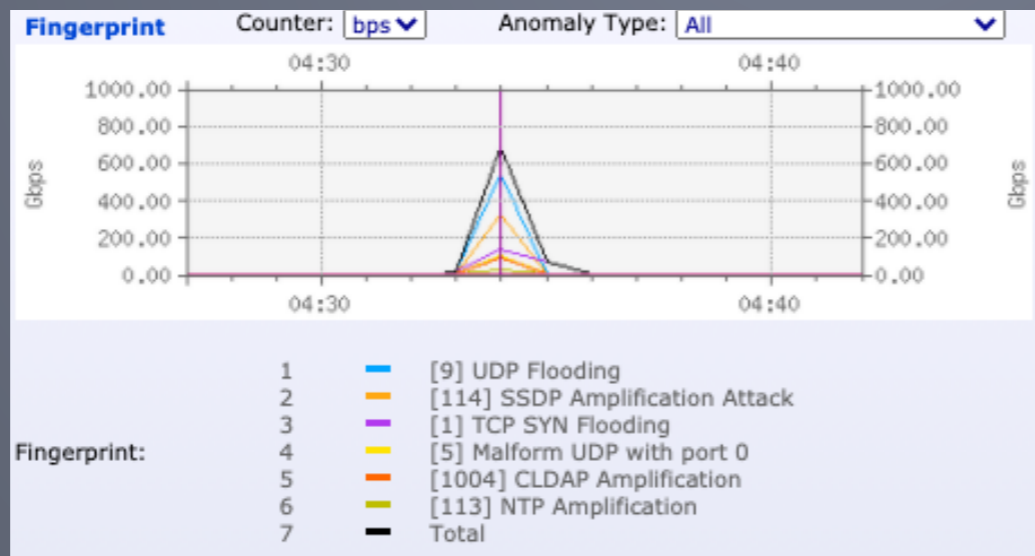 Fingerprint Counter: bps Anomaly Type: All
04:30 04:40
1000.00 1000.00
800.00 800.00
600.00 600.00
400.00 400.00
200.00 200.00
0.00 0.00
Gbps Gbps
04:30 04:40
1 [9] UDP Flooding
2 [114] SSDP Amplification Attack
3 [1] TCP SYN Flooding
Fingerprint: 4 [5] Malform UDP with port 0
5 [1004] CLDAP Amplification
6 [113] NTP Amplification
7 Total